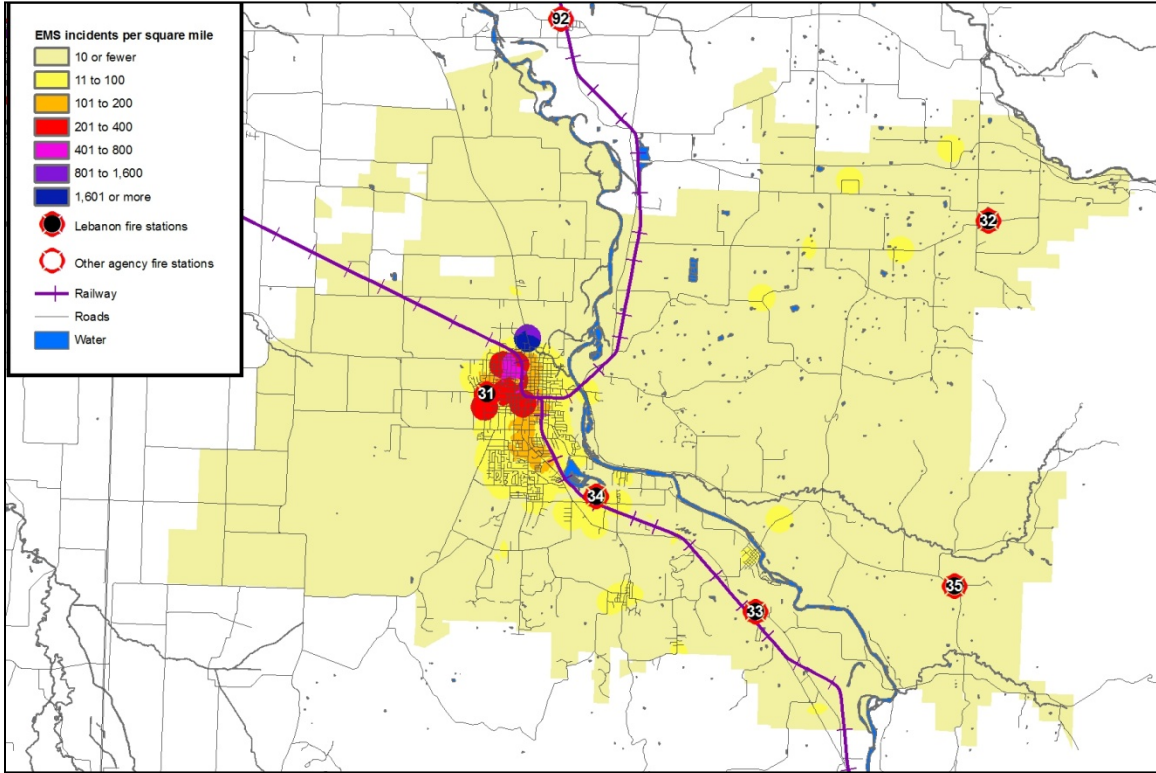 EMS incidents per square mile
10 or fewer
11 to 100
101 to 200
201 to 400
401 to 800
801 to 1,600
1,601 or more
Lebanon fire stations
Other agency fire stations
Railway
Roads
Water
92
32
31
34
35
33